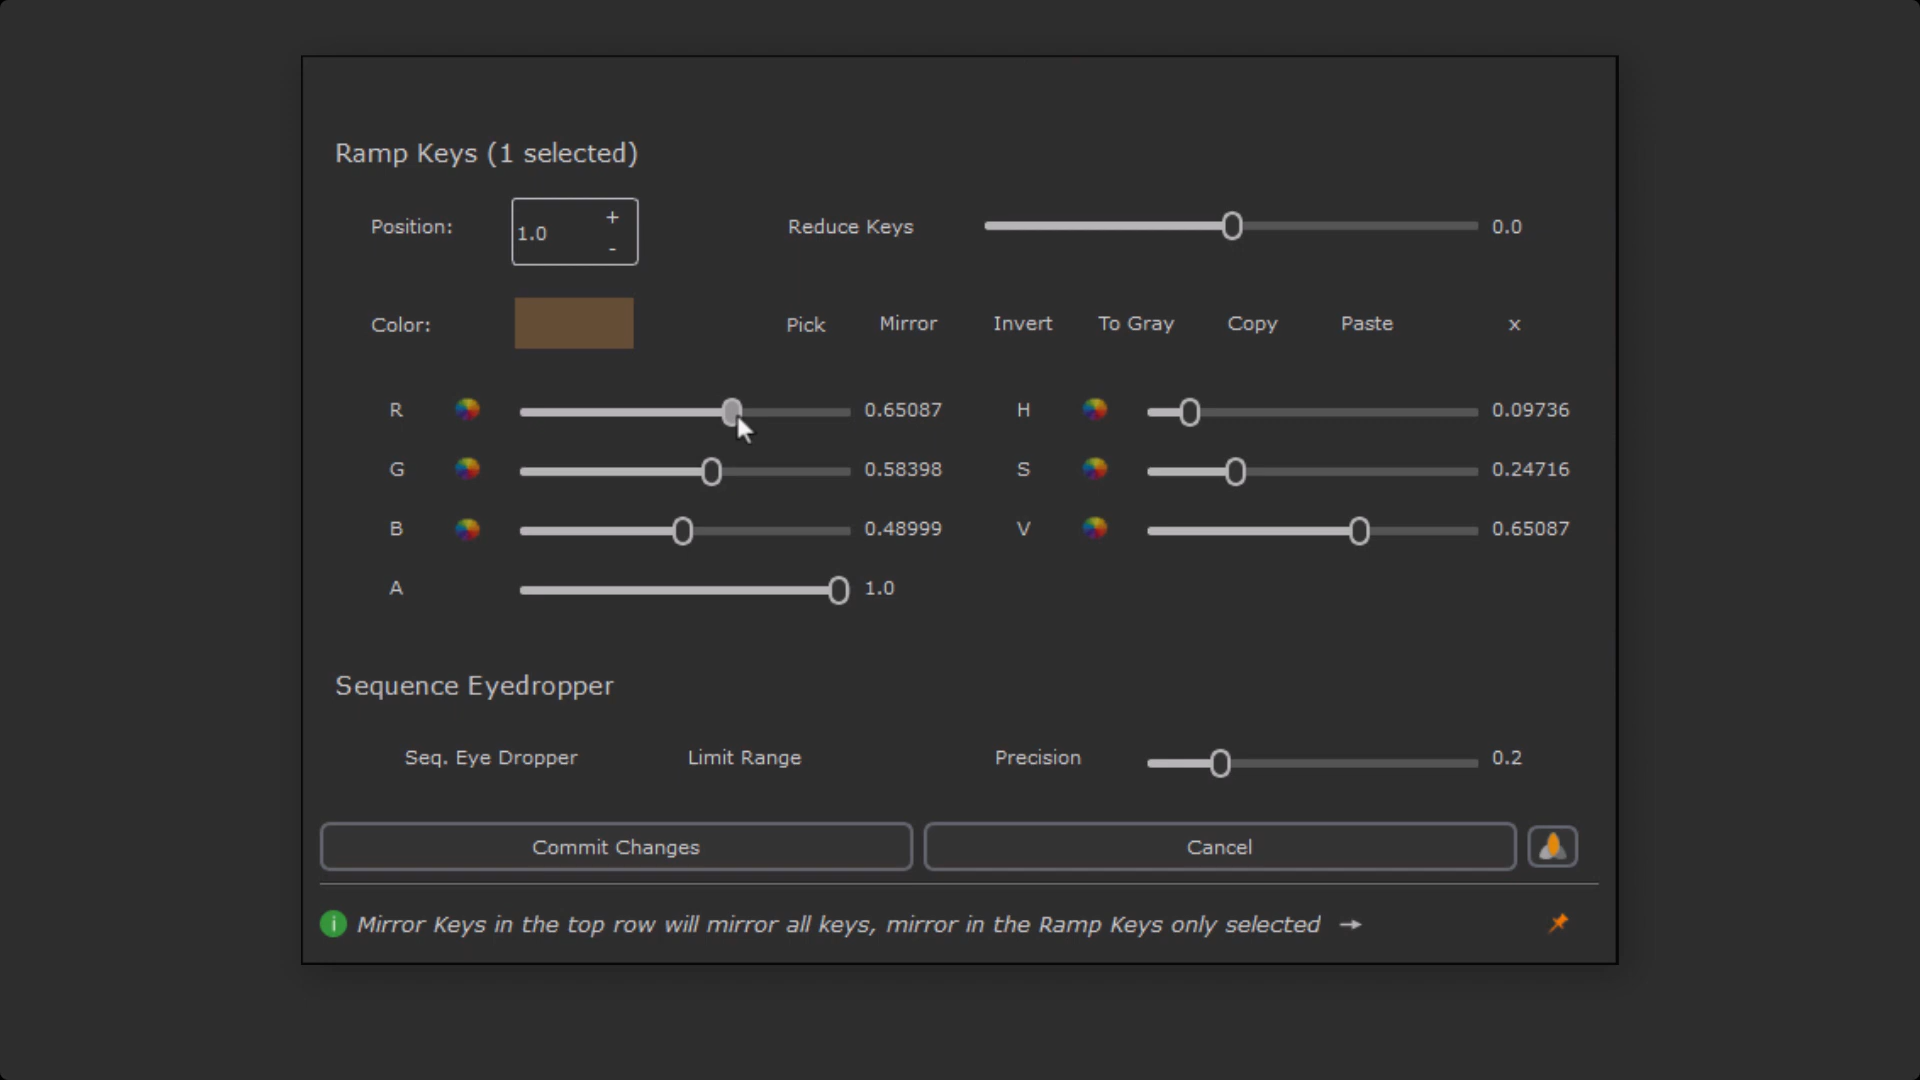 Ramp Keys (1 selected)
Position: 1.0 + - Reduce Keys 0.0
Color: Pick Mirror Invert To Gray Copy Paste x
R 0.65087 H 0.09736
G 0.58398 S 0.24716
B 0.48999 V 0.65087
A 1.0
Sequence Eyedropper
Seq. Eye Dropper Limit Range Precision 0.2
Commit Changes Cancel
i Mirror Keys in the top row will mirror all keys, mirror in the Ramp Keys only selected →